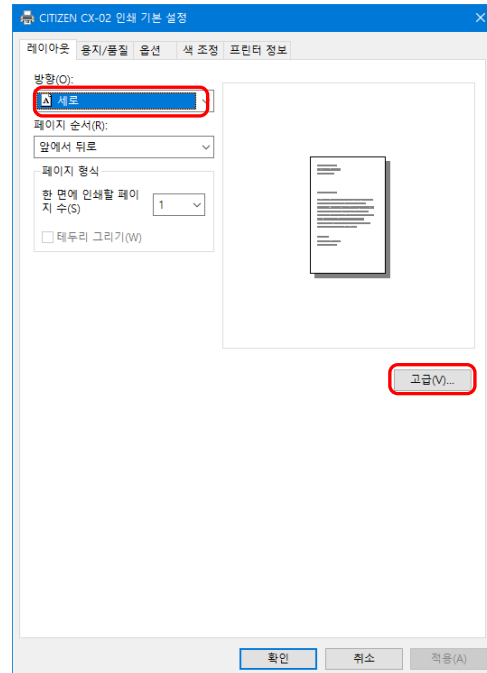 CITIZEN CX-02 인쇄 기본 설정
레이아웃 용지/품질 옵션 색 조정 프린터 정보
방향(O):
세로
페이지 순서(R):
앞에서 뒤로
페이지 형식
한 면에 인쇄할 페이
지 수(S)
1
테두리 그리기(W)
고급(V)...
확인 취소 적용(A)